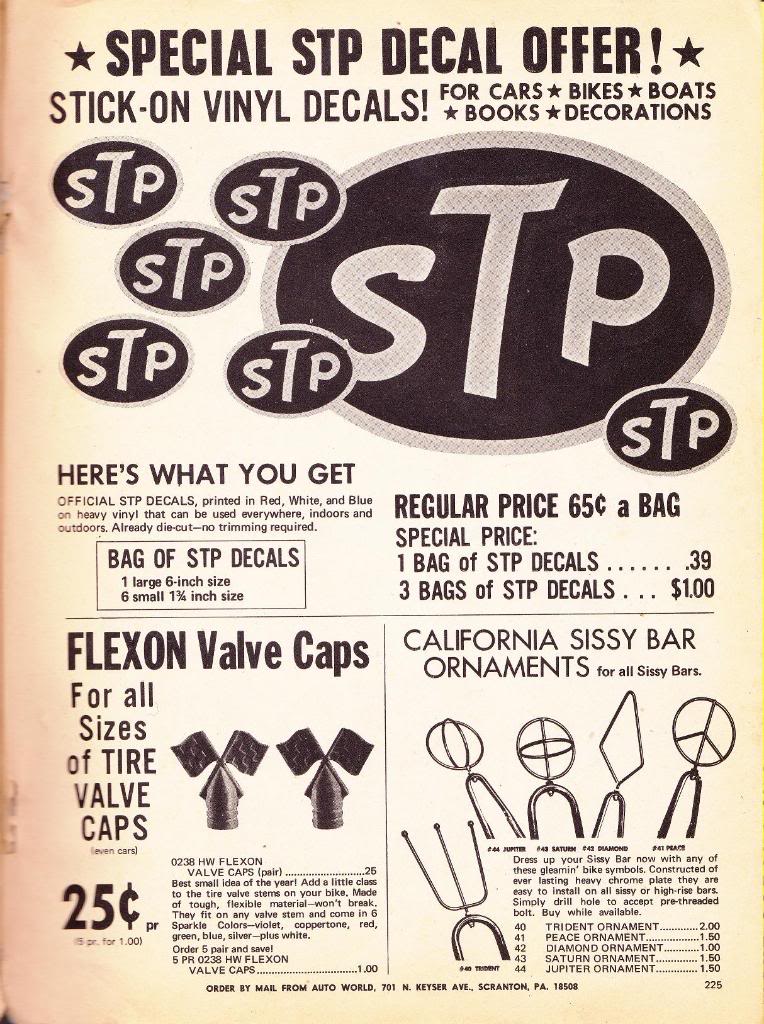 ★ SPECIAL STP DECAL OFFER! ★
STICK-ON VINYL DECALS! FOR CARS ★ BIKES ★ BOATS
★ BOOKS ★ DECORATIONS
STP
STP
STP
STP
STP
STP
STP
HERE'S WHAT YOU GET
OFFICIAL STP DECALS, printed in Red, White, and Blue
on heavy vinyl that can be used everywhere, indoors and
outdoors. Already die-cut—no trimming required.
BAG OF STP DECALS
1 large 6-inch size
6 small 1¾ inch size
REGULAR PRICE 65¢ a BAG
SPECIAL PRICE:
1 BAG of STP DECALS ...... .39
3 BAGS of STP DECALS ... $1.00
FLEXON Valve Caps
For all
Sizes
of TIRE
VALVE
CAPS
(even cars)
25¢ pr
(5 pr. for 1.00)
0238 HW FLEXON
VALVE CAPS (pair) .........................25
Best small idea of the year! Add a little class
to the tire valve stems on your bike. Made
of tough, flexible material—won't break.
They fit on any valve stem and come in 6
Sparkle Colors—violet, coppertone, red,
green, blue, silver—plus white.
Order 5 pair and save!
5 PR 0238 HW FLEXON
VALVE CAPS...............................1.00
CALIFORNIA SISSY BAR
ORNAMENTS for all Sissy Bars.
#44 JUPITER #43 SATURN #42 DIAMOND #41 PEACE
#40 TRIDENT
Dress up your Sissy Bar now with any of
these gleamin' bike symbols. Constructed of
ever lasting heavy chrome plate they are
easy to install on all sissy or high-rise bars.
Simply drill hole to accept pre-threaded
bolt. Buy while available.
40 TRIDENT ORNAMENT............2.00
41 PEACE ORNAMENT................1.50
42 DIAMOND ORNAMENT..........1.00
43 SATURN ORNAMENT.............1.50
44 JUPITER ORNAMENT.............1.50
ORDER BY MAIL FROM AUTO WORLD, 701 N. KEYSER AVE., SCRANTON, PA. 18508
225